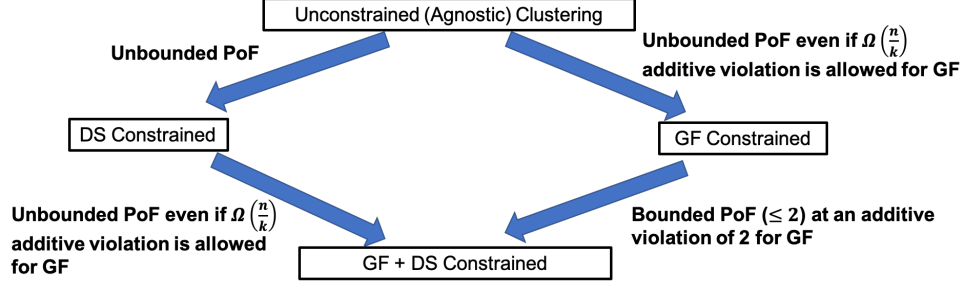 Unconstrained (Agnostic) Clustering
Unbounded PoF
Unbounded PoF even if Ω (n/k)
additive violation is allowed for GF
DS Constrained
GF Constrained
Unbounded PoF even if Ω (n/k)
additive violation is allowed
for GF
Bounded PoF (≤ 2) at an additive
violation of 2 for GF
GF + DS Constrained